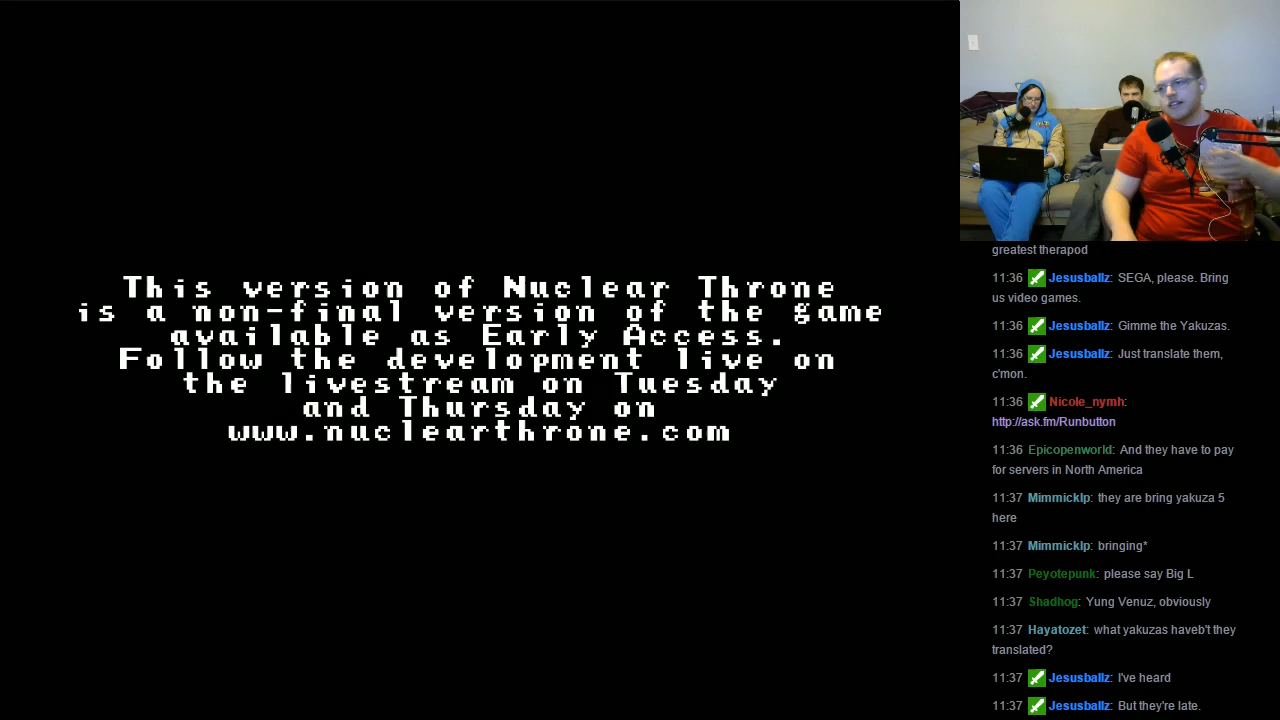 This version of Nuclear Throne
is a non-final version of the game
available as Early Access.
Follow the development live on
the livestream on Tuesday
and Thursday on
www.nuclearthrone.com
greatest therapod
11:36 Jesusballz: SEGA, please. Bring
us video games.
11:36 Jesusballz: Gimme the Yakuzas.
11:36 Jesusballz: Just translate them,
c'mon.
11:36 Nicole_nymh:
http://ask.fm/Runbutton
11:36 Epicopenworld: And they have to pay
for servers in North America
11:37 Mimmicklp: they are bring yakuza 5
here
11:37 Mimmicklp: bringing*
11:37 Peyotepunk: please say Big L
11:37 Shadhog: Yung Venuz, obviously
11:37 Hayatozet: what yakuzas haveb't they
translated?
11:37 Jesusballz: I've heard
11:37 Jesusballz: But they're late.